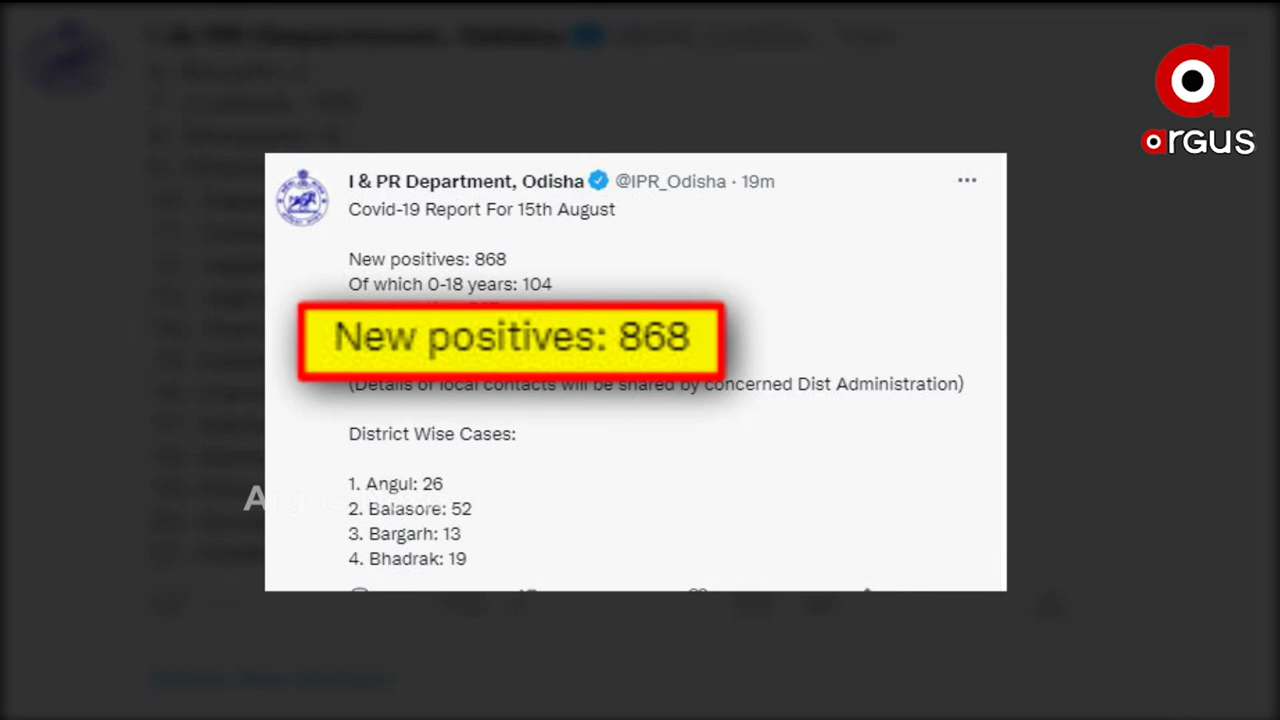 argus
I & PR Department, Odisha @IPR_Odisha · 19m
Covid-19 Report For 15th August
New positives: 868
Of which 0-18 years: 104
New positives: 868
(Details of local contacts will be shared by concerned Dist Administration)
District Wise Cases:
1. Angul: 26
2. Balasore: 52
3. Bargarh: 13
4. Bhadrak: 19